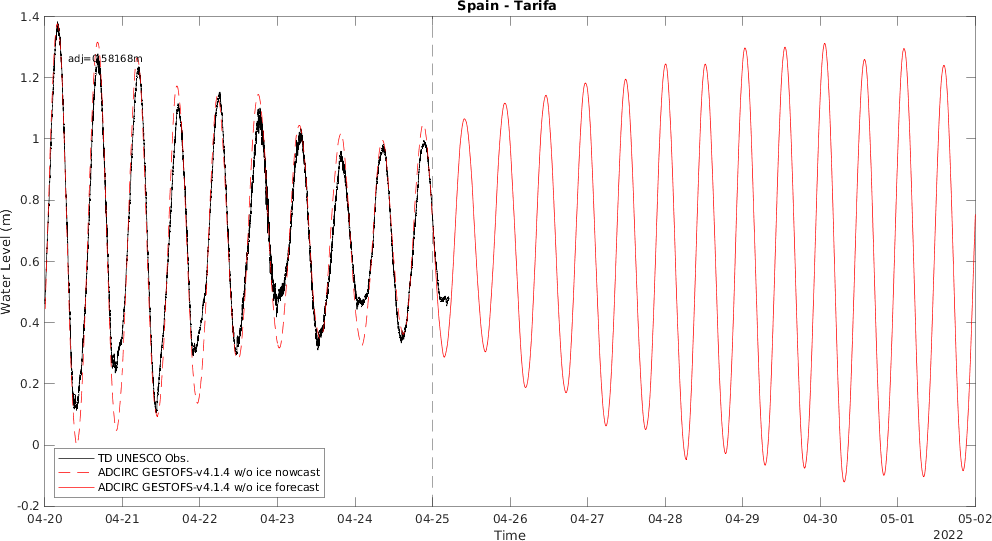 Spain - Tarifa
adj=0.58168m
Water Level (m)
1.4
1.2
1
0.8
0.6
0.4
0.2
0
-0.2
TD UNESCO Obs.
ADCIRC GESTOFS-v4.1.4 w/o ice nowcast
ADCIRC GESTOFS-v4.1.4 w/o ice forecast
04-20 04-21 04-22 04-23 04-24 04-25 04-26 04-27 04-28 04-29 04-30 05-01 05-02
Time
2022